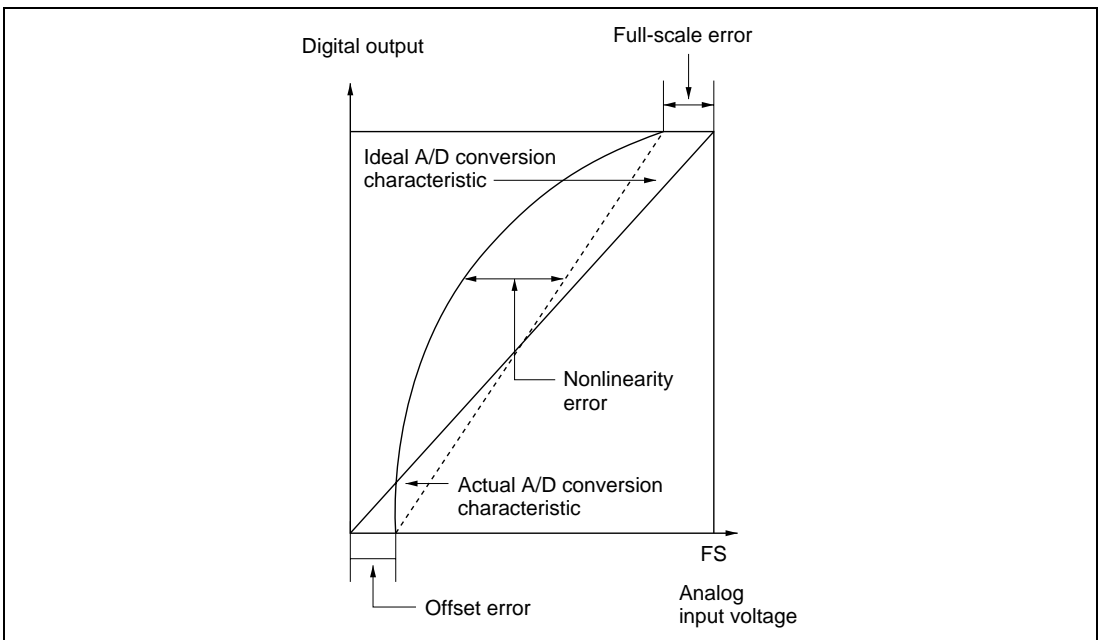 Full-scale error
Digital output
Ideal A/D conversion
characteristic
Nonlinearity
error
Actual A/D conversion
characteristic
FS
Offset error
Analog
input voltage